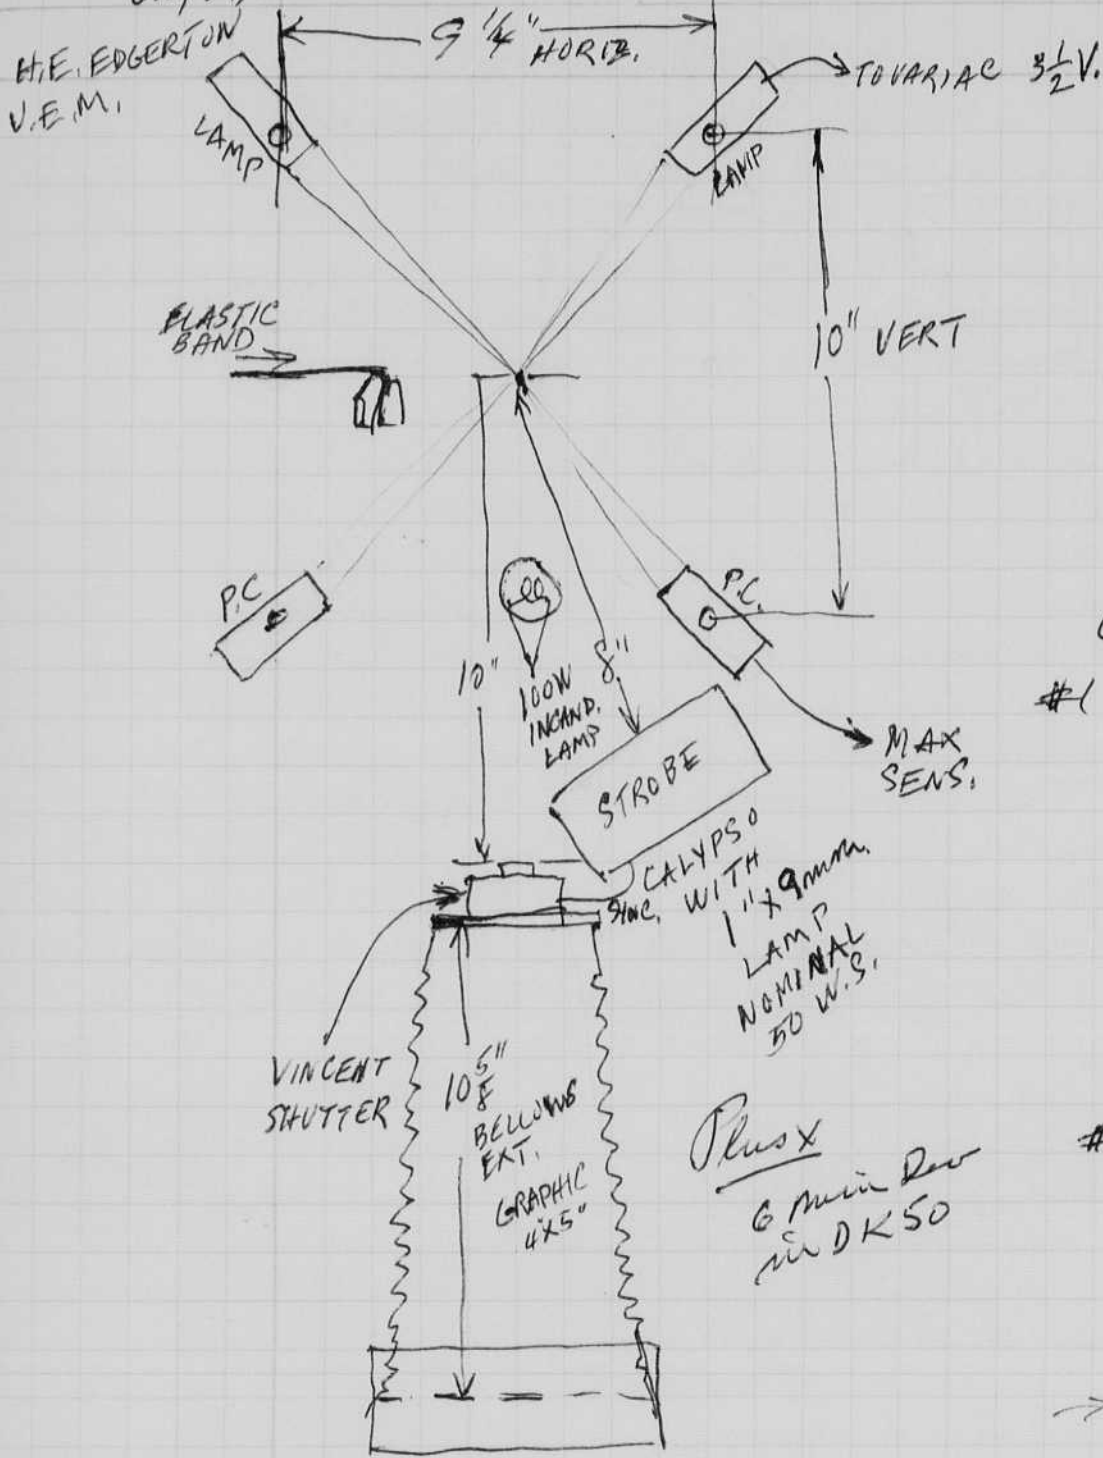 H.E. EDGERTON
V.E.M.
9 1/4" HORIZ.
LAMP
LAMP
TO VARIAC 3 1/2 V.
ELASTIC
BAND
10" VERT
P.C
P.C.
10"
8"
100W
INCAND.
LAMP
STROBE
MAX
SENS.
#1
CALYPSO
WITH
1" x 9mm.
LAMP
NOMINAL
50 W.S.
SYNC.
VINCENT
SHUTTER
10 5/8"
BELLOWS
EXT.
GRAPHIC
4x5"
Plus X
6 min Dev
in DK50
#